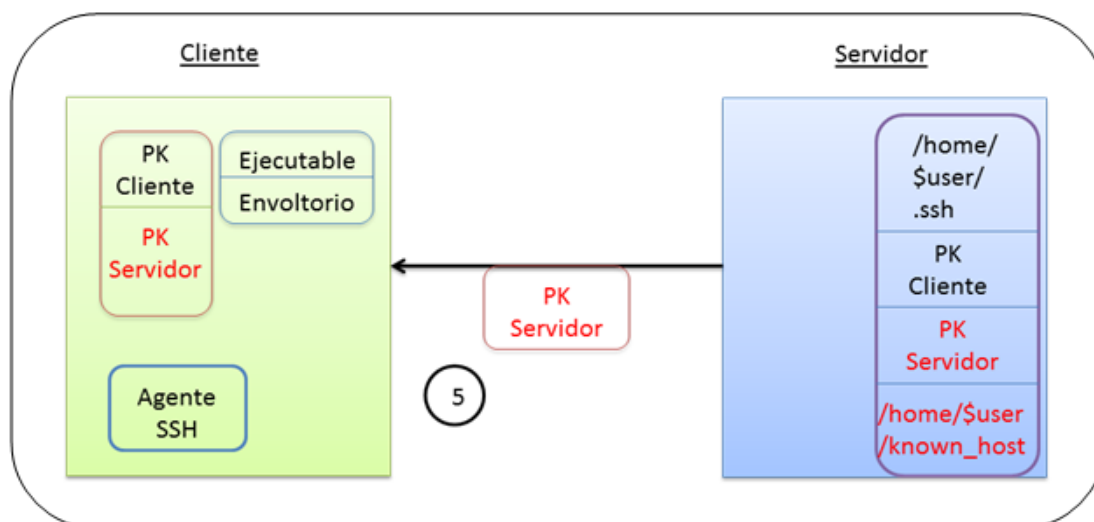 Cliente
Servidor
PK
Cliente
PK
Servidor
Ejecutable
Envoltorio
Agente
SSH
PK
Servidor
5
/home/
$user/
.ssh
PK
Cliente
PK
Servidor
/home/$user
/known_host